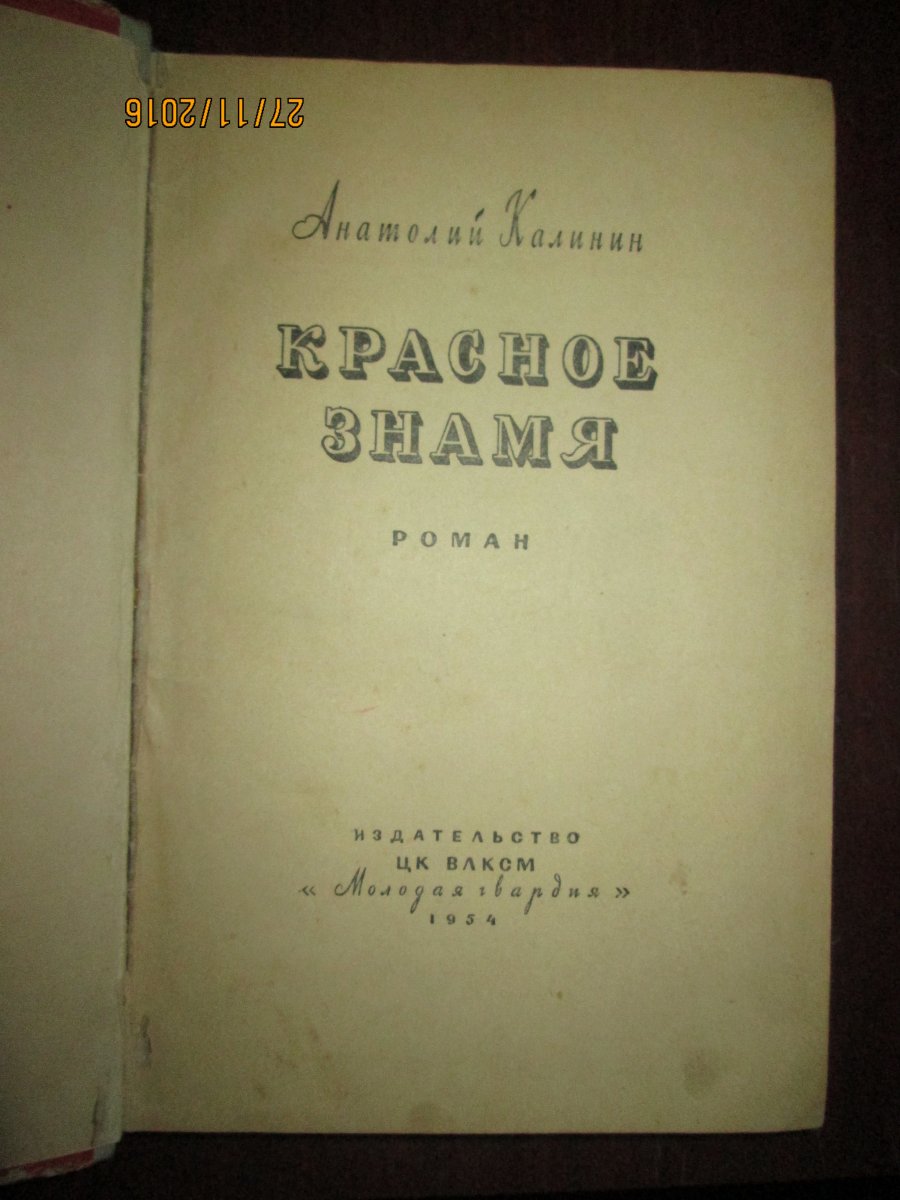 27/11/2016
Анатолий Калинин
КРАСНОЕ
ЗНАМЯ
РОМАН
ИЗДАТЕЛЬСТВО
ЦК ВЛКСМ
«Молодая гвардия»
1954